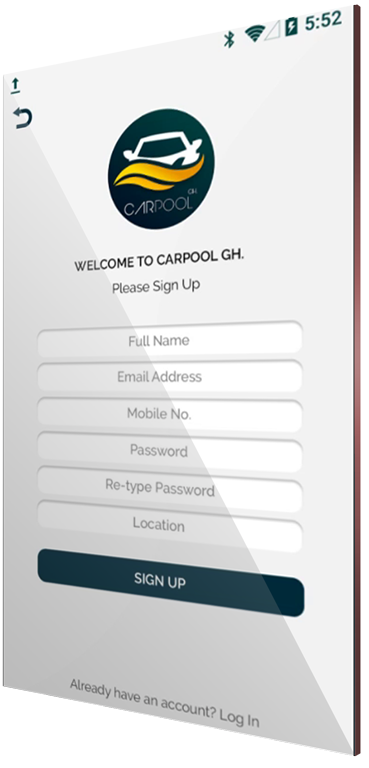 5:52
GH.
CARPOOL
WELCOME TO CARPOOL GH.
Please Sign Up
Full Name
Email Address
Mobile No.
Password
Re-type Password
Location
SIGN UP
Already have an account? Log In